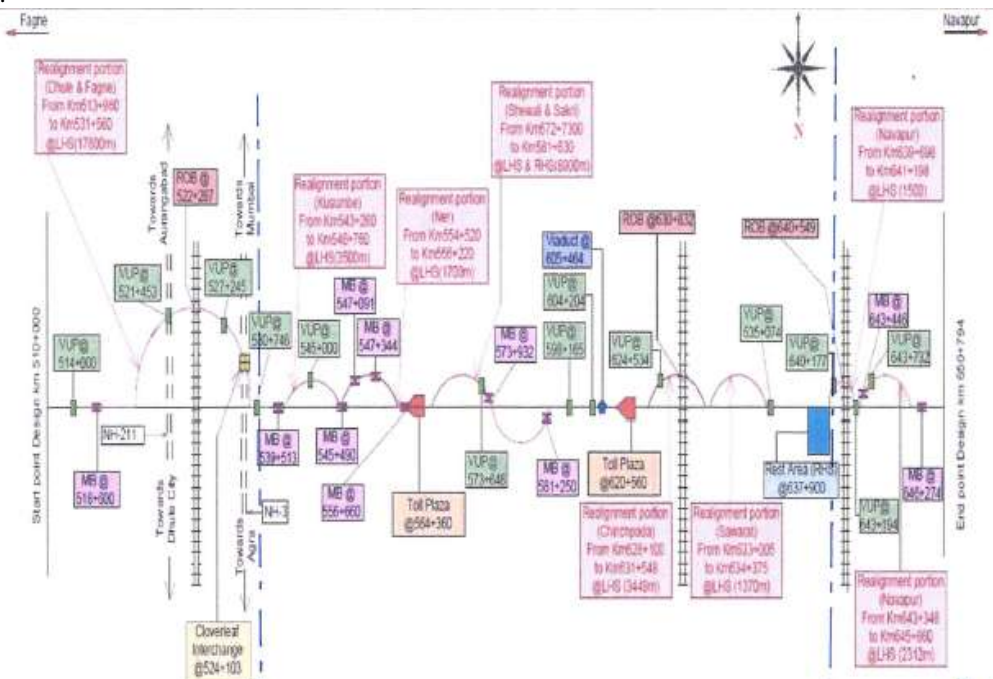 Fagne
Navapur
Realignment portion
(Dhule & Fagne)
From Km513+960
to Km531+560
@LHS(17600m)
Towards
Aurangabad
ROB @
522+267
Towards
Mumbai
Realignment portion
(Kusumbe)
From Km543+260
to Km546+760
@LHS(3500m)
Realignment portion
(Ner)
From Km554+520
to Km556+220
@LHS(1700m)
Realignment portion
(Shewali & Sakri)
From Km572+7300
to Km581+630
@LHS & RHS(8900m)
N
Realignment portion
(Navapur)
From Km639+698
to Km641+198
@LHS (1500)
ROB @630+832
ROB @640+549
Viaduct @
605+464
VUP@
521+453
VUP@
527+245
VUP@
530+746
VUP@
545+000
MB @
547+091
MB @
547+344
MB @
573+932
VUP@
604+204
VUP@
598+165
VUP@
624+534
VUP@
635+074
VUP@
640+177
MB @
643+446
VUP@
643+732
VUP@
514+600
Start point Design km 510+000
End point Design km 650+794
NH-211
MB @
518+600
Towards
Dhule City
NH-3
Towards
Agra
MB @
539+513
MB @
545+490
MB @
556+660
Toll Plaza
@564+360
VUP@
573+648
MB @
581+250
Toll Plaza
@620+560
Rest Area (RHS)
@637+900
VUP@
643+194
MB @
646+274
Realignment portion
(Chinchpada)
From Km628+100
to Km631+548
@LHS (3449m)
Realignment portion
(Sawarat)
From Km633+005
to Km634+375
@LHS (1370m)
Realignment portion
(Navapur)
From Km643+348
to Km645+660
@LHS (2312m)
Cloverleaf
Interchange
@524+103